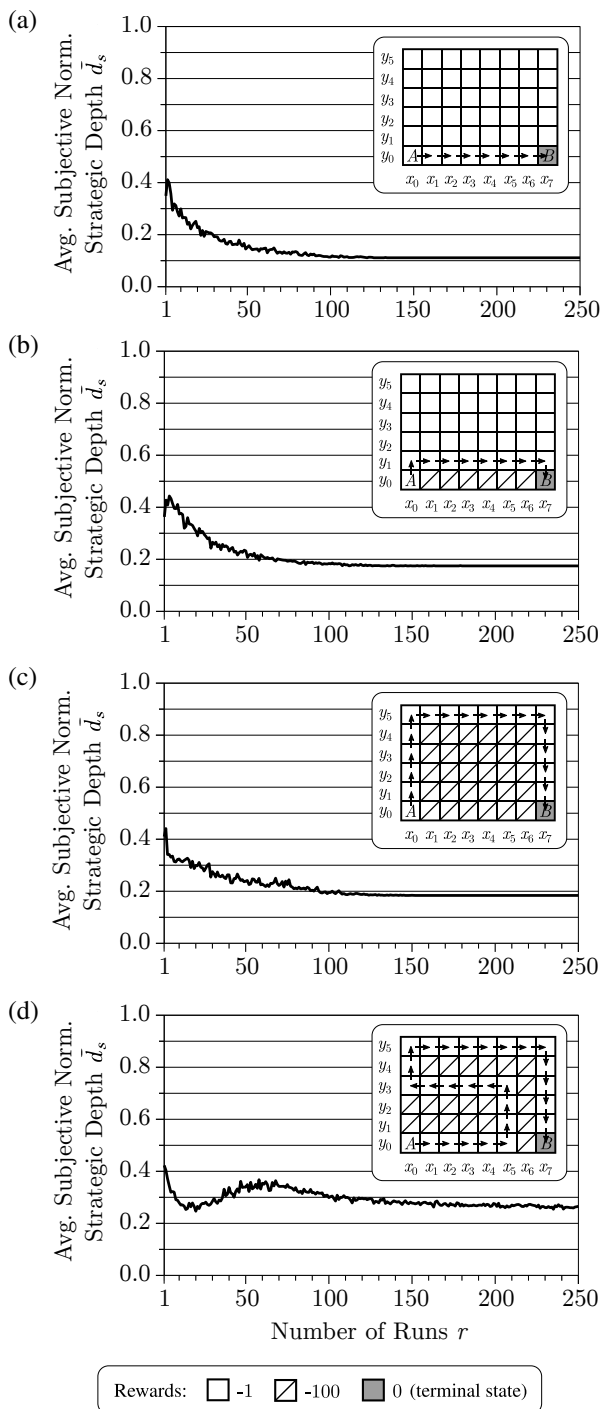 (a)
Avg. Subjective Norm.
Strategic Depth d̄ₛ
1.0
0.8
0.6
0.4
0.2
0.0
1 50 100 150 200 250
y₅
y₄
y₃
y₂
y₁
y₀ A B
x₀ x₁ x₂ x₃ x₄ x₅ x₆ x₇
(b)
Avg. Subjective Norm.
Strategic Depth d̄ₛ
1.0
0.8
0.6
0.4
0.2
0.0
1 50 100 150 200 250
y₅
y₄
y₃
y₂
y₁
y₀ A B
x₀ x₁ x₂ x₃ x₄ x₅ x₆ x₇
(c)
Avg. Subjective Norm.
Strategic Depth d̄ₛ
1.0
0.8
0.6
0.4
0.2
0.0
1 50 100 150 200 250
y₅
y₄
y₃
y₂
y₁
y₀ A B
x₀ x₁ x₂ x₃ x₄ x₅ x₆ x₇
(d)
Avg. Subjective Norm.
Strategic Depth d̄ₛ
1.0
0.8
0.6
0.4
0.2
0.0
1 50 100 150 200 250
y₅
y₄
y₃
y₂
y₁
y₀ A B
x₀ x₁ x₂ x₃ x₄ x₅ x₆ x₇
Number of Runs r
Rewards: -1 -100 0 (terminal state)